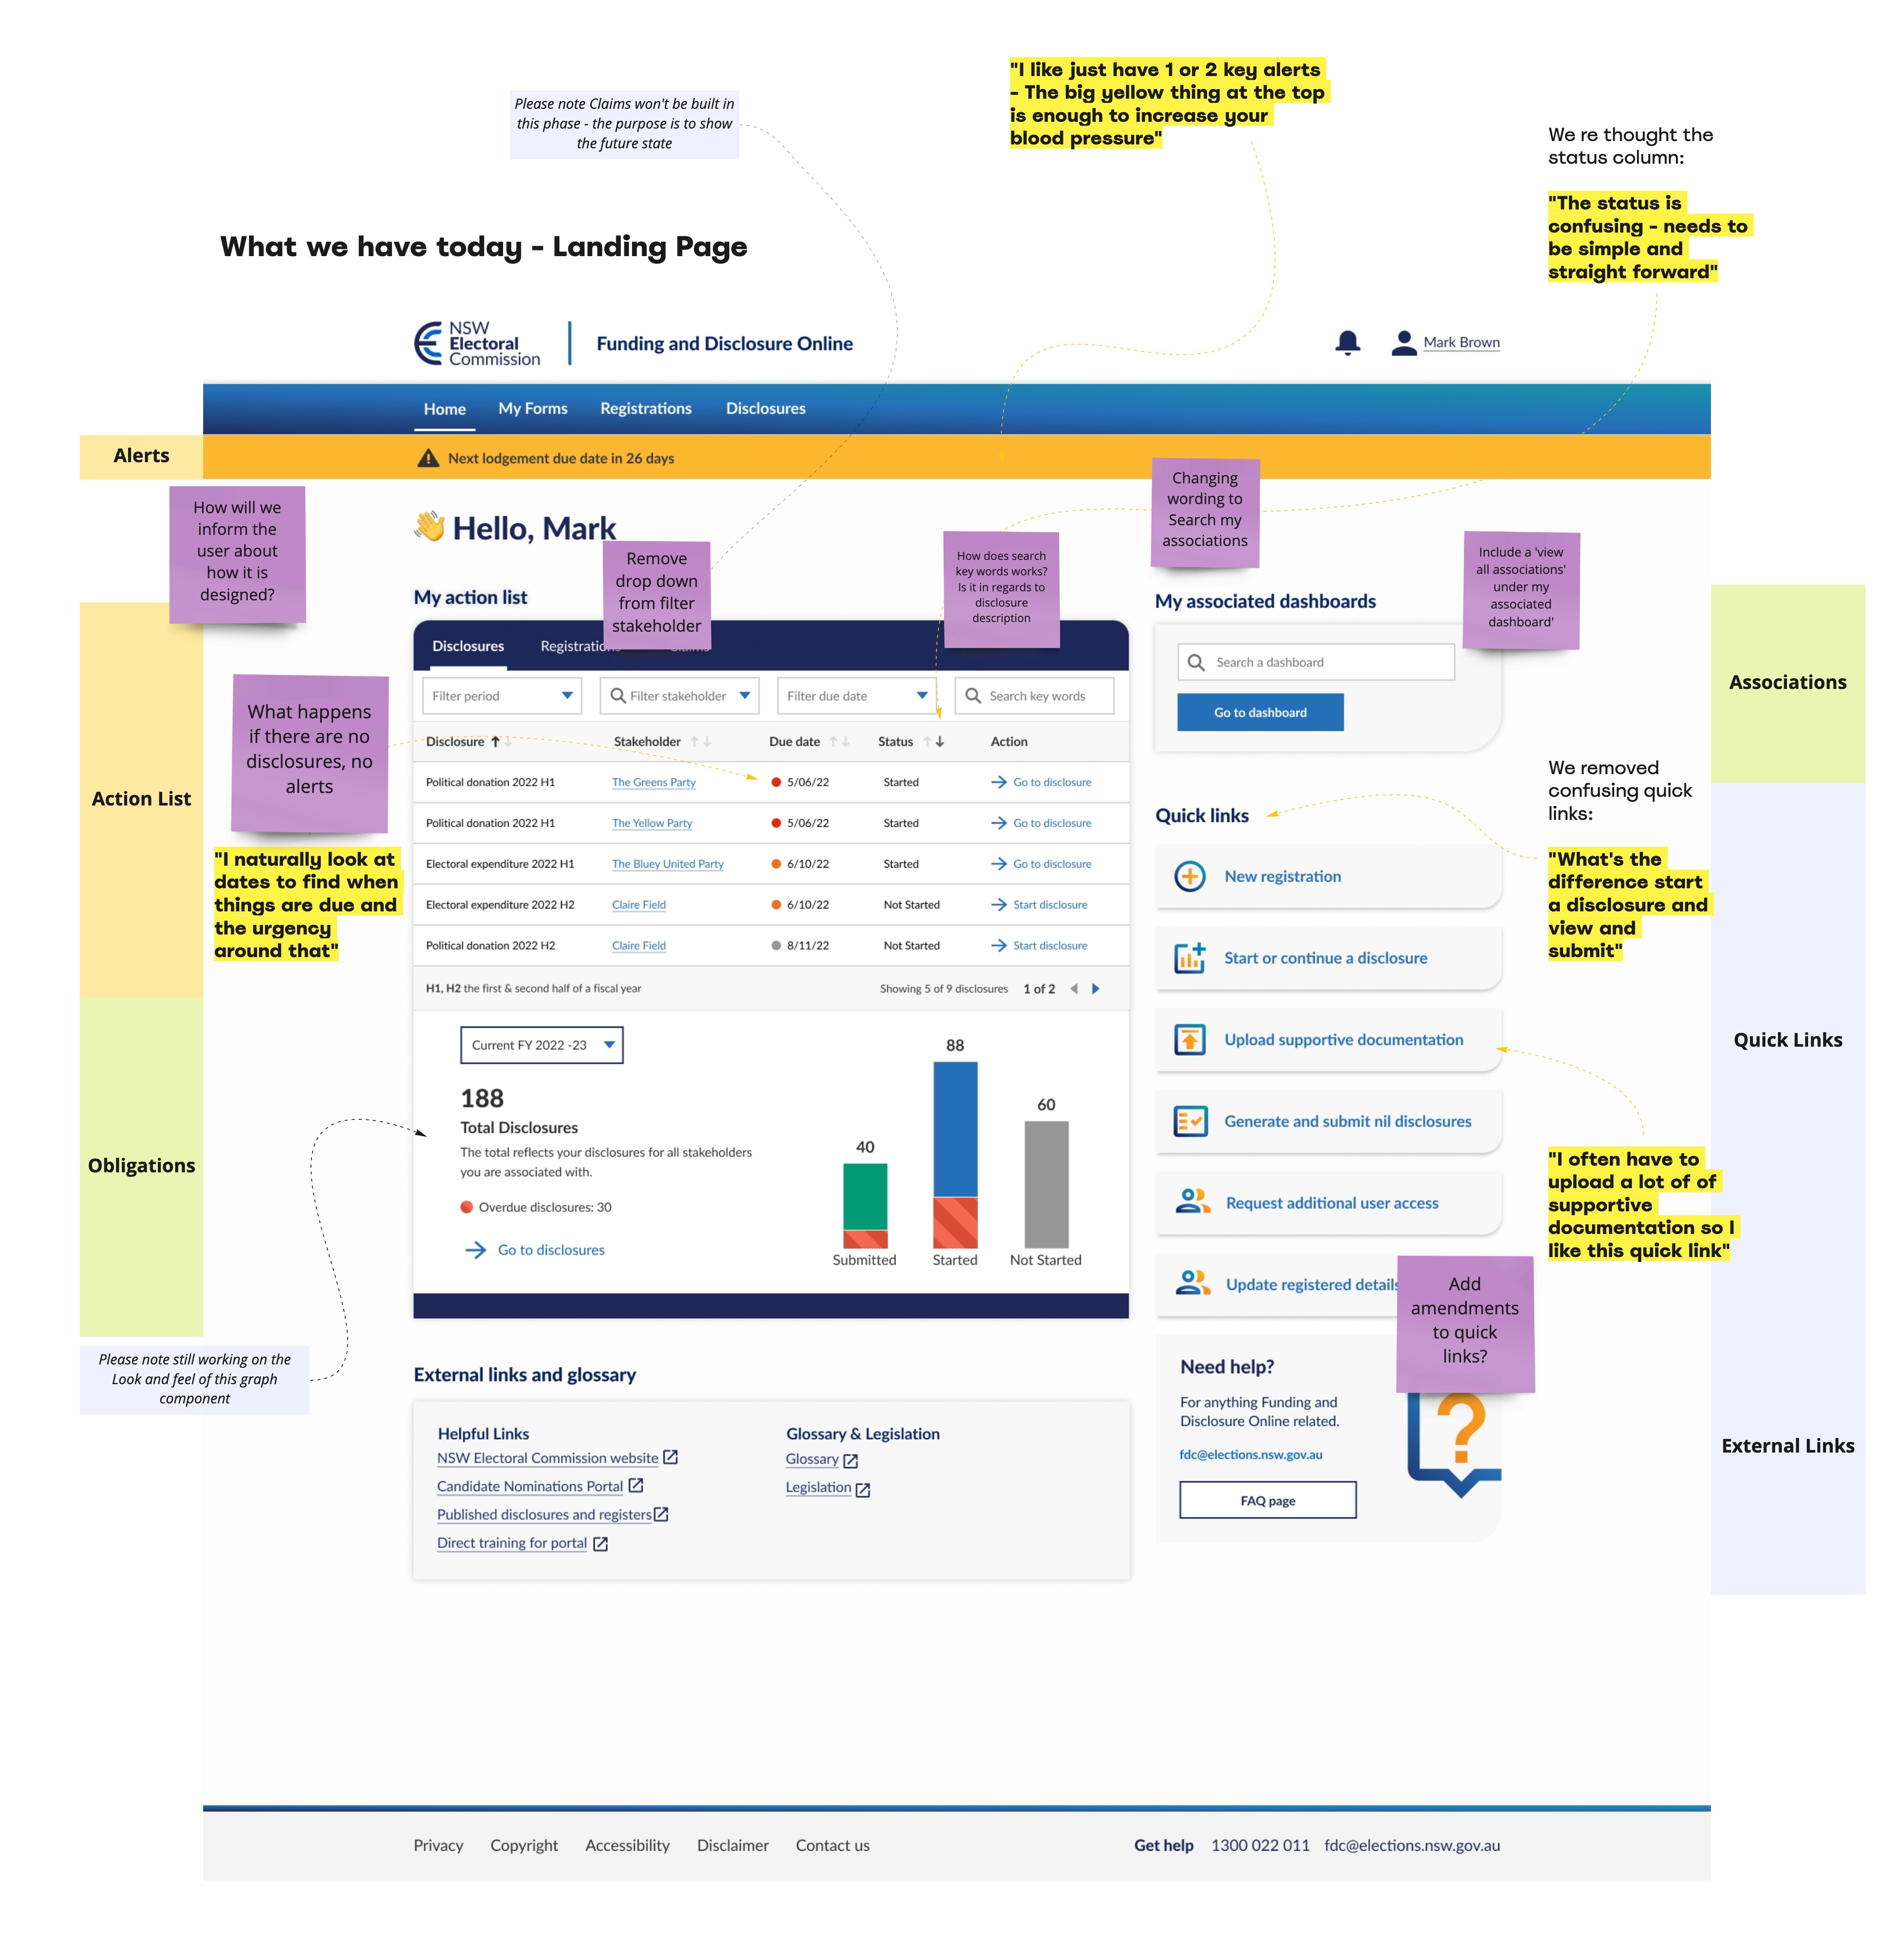 "I like just have 1 or 2 key alerts
- The big yellow thing at the top
is enough to increase your
blood pressure"
Please note Claims won't be built in
this phase - the purpose is to show
the future state
We re thought the
status column:
"The status is
confusing - needs to
be simple and
straight forward"
What we have today - Landing Page
NSW
Electoral
Commission
Funding and Disclosure Online
Mark Brown
Home My Forms Registrations Disclosures
Alerts
Next lodgement due date in 26 days
How will we
inform the
user about
how it is
designed?
Hello, Mark
Remove
drop down
from filter
stakeholder
How does search
key words works?
Is it in regards to
disclosure
description
Changing
wording to
Search my
associations
Include a 'view
all associations'
under my
associated
dashboard'
My action list
Disclosures Registrations Claims
Filter period Filter stakeholder Filter due date Search key words
Disclosure Stakeholder Due date Status Action
Political donation 2022 H1 The Greens Party 5/06/22 Started Go to disclosure
Political donation 2022 H1 The Yellow Party 5/06/22 Started Go to disclosure
Electoral expenditure 2022 H1 The Bluey United Party 6/10/22 Started Go to disclosure
Electoral expenditure 2022 H2 Claire Field 6/10/22 Not Started Start disclosure
Political donation 2022 H2 Claire Field 8/11/22 Not Started Start disclosure
H1, H2 the first & second half of a fiscal year Showing 5 of 9 disclosures 1 of 2
Action List
What happens
if there are no
disclosures, no
alerts
"I naturally look at
dates to find when
things are due and
the urgency
around that"
My associated dashboards
Search a dashboard
Go to dashboard
Associations
We removed
confusing quick
links:
"What's the
difference start
a disclosure and
view and
submit"
Quick links
New registration
Start or continue a disclosure
Upload supportive documentation
Generate and submit nil disclosures
Request additional user access
Update registered details
Quick Links
"I often have to
upload a lot of of
supportive
documentation so I
like this quick link"
Add
amendments
to quick
links?
Obligations
Current FY 2022 -23
188
Total Disclosures
The total reflects your disclosures for all stakeholders
you are associated with.
Overdue disclosures: 30
Go to disclosures
40
88
60
Submitted Started Not Started
Please note still working on the
Look and feel of this graph
component
External links and glossary
Helpful Links
NSW Electoral Commission website
Candidate Nominations Portal
Published disclosures and registers
Direct training for portal
Glossary & Legislation
Glossary
Legislation
Need help?
For anything Funding and
Disclosure Online related.
fdc@elections.nsw.gov.au
FAQ page
?
External Links
Privacy Copyright Accessibility Disclaimer Contact us
Get help 1300 022 011 fdc@elections.nsw.gov.au